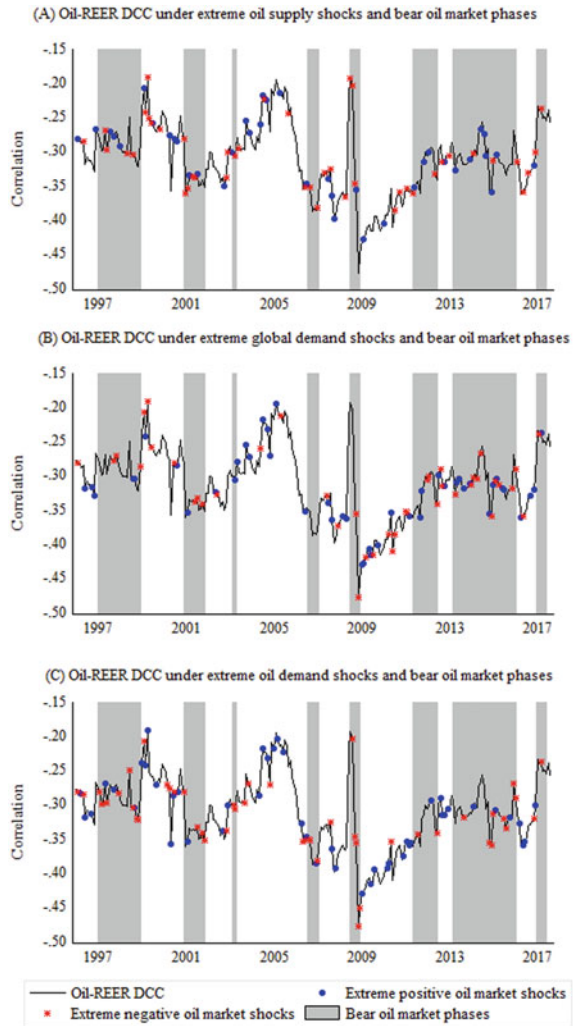 (A) Oil-REER DCC under extreme oil supply shocks and bear oil market phases
-.15
-.20
-.25
-.30
-.35
-.40
-.45
-.50
Correlation
1997 2001 2005 2009 2013 2017
(B) Oil-REER DCC under extreme global demand shocks and bear oil market phases
-.15
-.20
-.25
-.30
-.35
-.40
-.45
-.50
Correlation
1997 2001 2005 2009 2013 2017
(C) Oil-REER DCC under extreme oil demand shocks and bear oil market phases
-.15
-.20
-.25
-.30
-.35
-.40
-.45
-.50
Correlation
1997 2001 2005 2009 2013 2017
Oil-REER DCC Extreme positive oil market shocks
Extreme negative oil market shocks Bear oil market phases